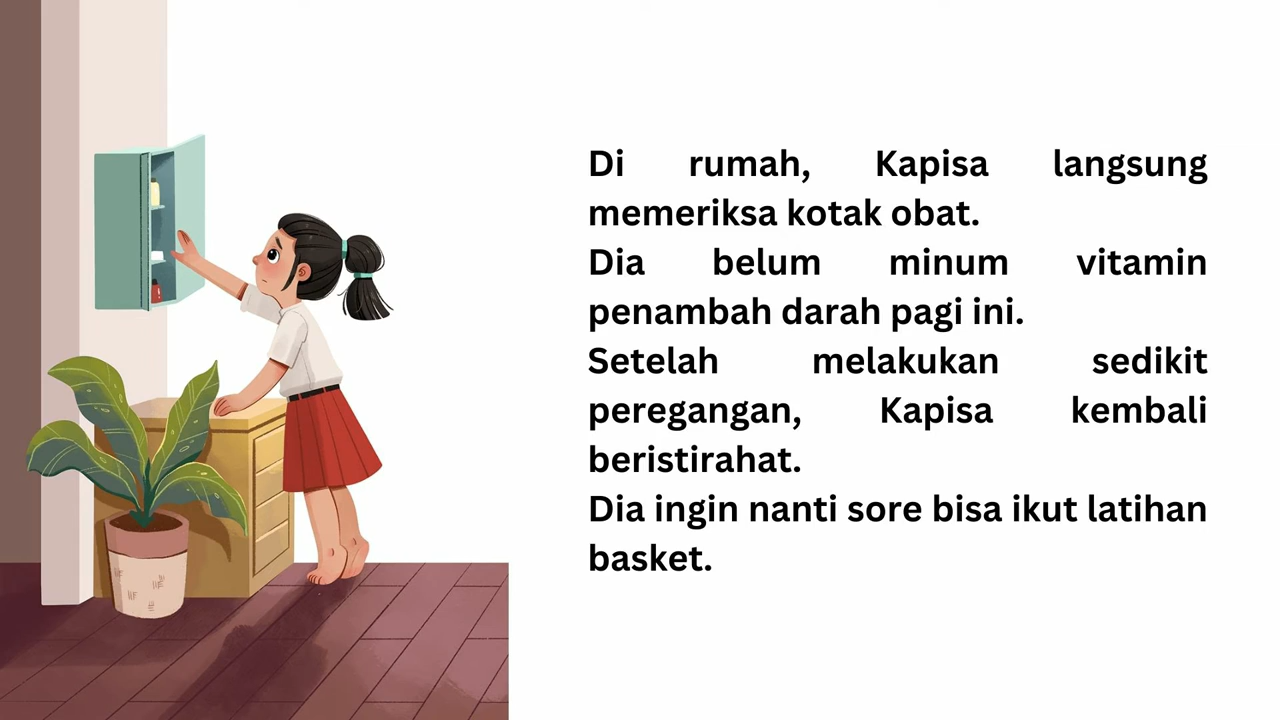 Di rumah, Kapisa langsung
memeriksa kotak obat.
Dia belum minum vitamin
penambah darah pagi ini.
Setelah melakukan sedikit
peregangan, Kapisa kembali
beristirahat.
Dia ingin nanti sore bisa ikut latihan
basket.